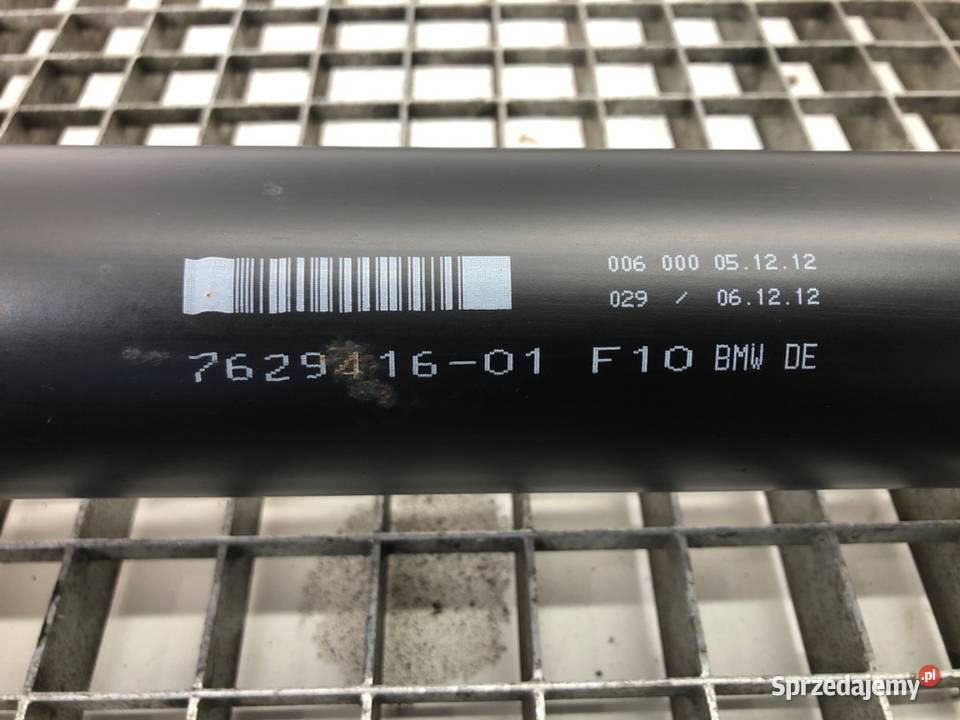 006 000 05.12.12
029 / 06.12.12
7629416-01 F10 BMW DE
Sprzedajemy.pl